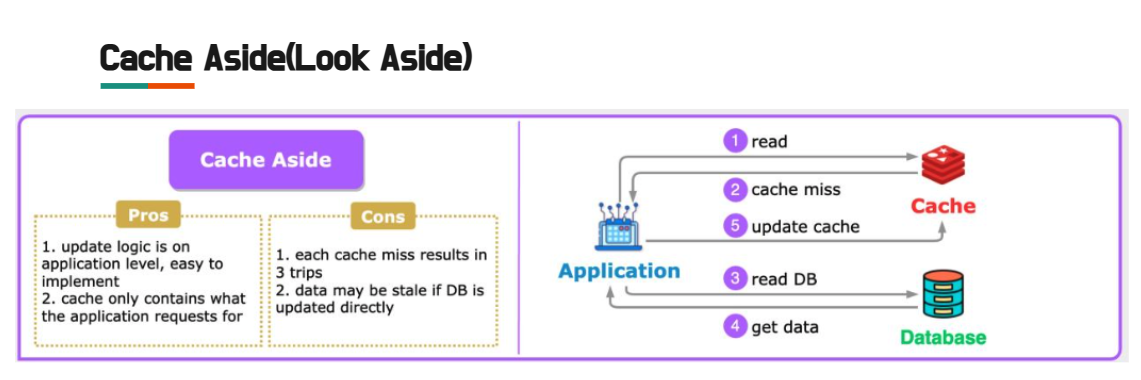 Cache Aside(Look Aside)
Cache Aside
Pros
1. update logic is on
application level, easy to
implement
2. cache only contains what
the application requests for
Cons
1. each cache miss results in
3 trips
2. data may be stale if DB is
updated directly
1 read
2 cache miss
5 update cache
Cache
Application
3 read DB
4 get data
Database